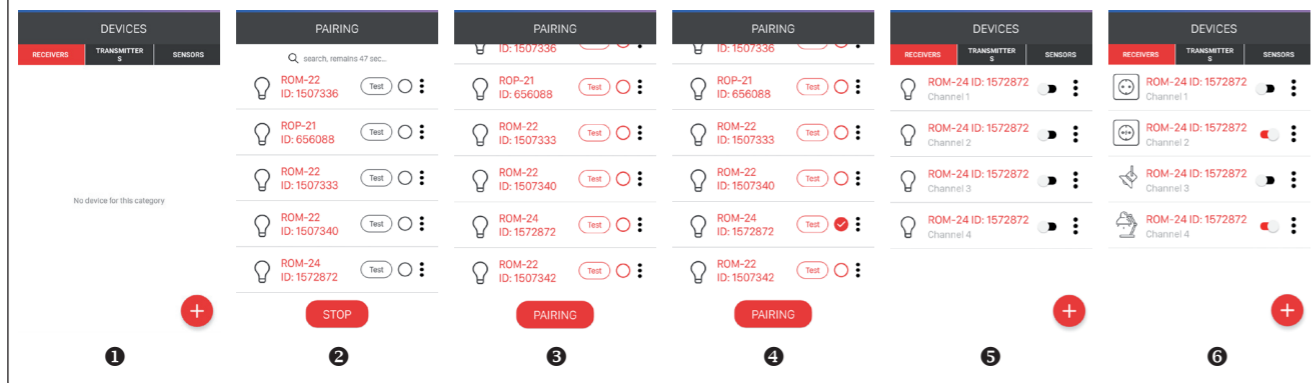 DEVICES
RECEIVERS
TRANSMITTER
S
SENSORS
No device for this category
+
❶
PAIRING
search, remains 47 sec...
ROM-22
ID: 1507336
Test
ROP-21
ID: 656088
Test
ROM-22
ID: 1507333
Test
ROM-22
ID: 1507340
Test
ROM-24
ID: 1572872
Test
STOP
❷
PAIRING
ID: 1507336
Test
ROP-21
ID: 656088
Test
ROM-22
ID: 1507333
Test
ROM-22
ID: 1507340
Test
ROM-24
ID: 1572872
Test
ROM-22
ID: 1507342
Test
PAIRING
❸
PAIRING
ID: 1507336
Test
ROP-21
ID: 656088
Test
ROM-22
ID: 1507333
Test
ROM-22
ID: 1507340
Test
ROM-24
ID: 1572872
Test
ROM-22
ID: 1507342
Test
PAIRING
❹
DEVICES
RECEIVERS
TRANSMITTER
S
SENSORS
ROM-24 ID: 1572872
Channel 1
ROM-24 ID: 1572872
Channel 2
ROM-24 ID: 1572872
Channel 3
ROM-24 ID: 1572872
Channel 4
+
❺
DEVICES
RECEIVERS
TRANSMITTER
S
SENSORS
ROM-24 ID: 1572872
Channel 1
ROM-24 ID: 1572872
Channel 2
ROM-24 ID: 1572872
Channel 3
ROM-24 ID: 1572872
Channel 4
+
❻